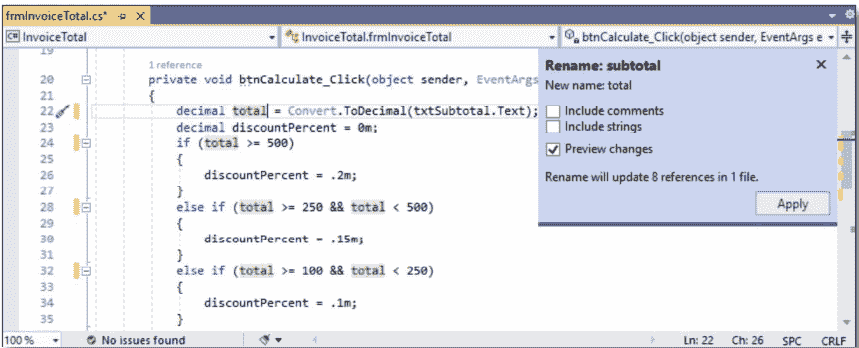 frmInvoiceTotal.cs*
InvoiceTotal
InvoiceTotal.frmInvoiceTotal
btnCalculate_Click(object sender, EventArgs e
19
1 reference
20 private void btnCalculate_Click(object sender, EventArgs
21 {
22 decimal total = Convert.ToDecimal(txtSubtotal.Text);
23 decimal discountPercent = 0m;
24 if (total >= 500)
25 {
26 discountPercent = .2m;
27 }
28 else if (total >= 250 && total < 500)
29 {
30 discountPercent = .15m;
31 }
32 else if (total >= 100 && total < 250)
33 {
34 discountPercent = .1m;
35 }
Rename: subtotal
New name: total
Include comments
Include strings
Preview changes
Rename will update 8 references in 1 file.
Apply
100 %
No issues found
Ln: 22 Ch: 26 SPC CRLF